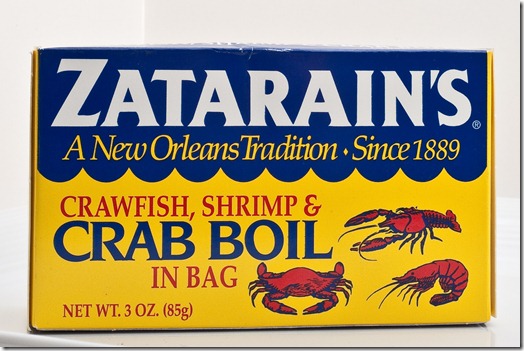 ZATARAIN'S®
A New Orleans Tradition • Since 1889
CRAWFISH, SHRIMP &
CRAB BOIL
IN BAG
NET WT. 3 OZ. (85g)